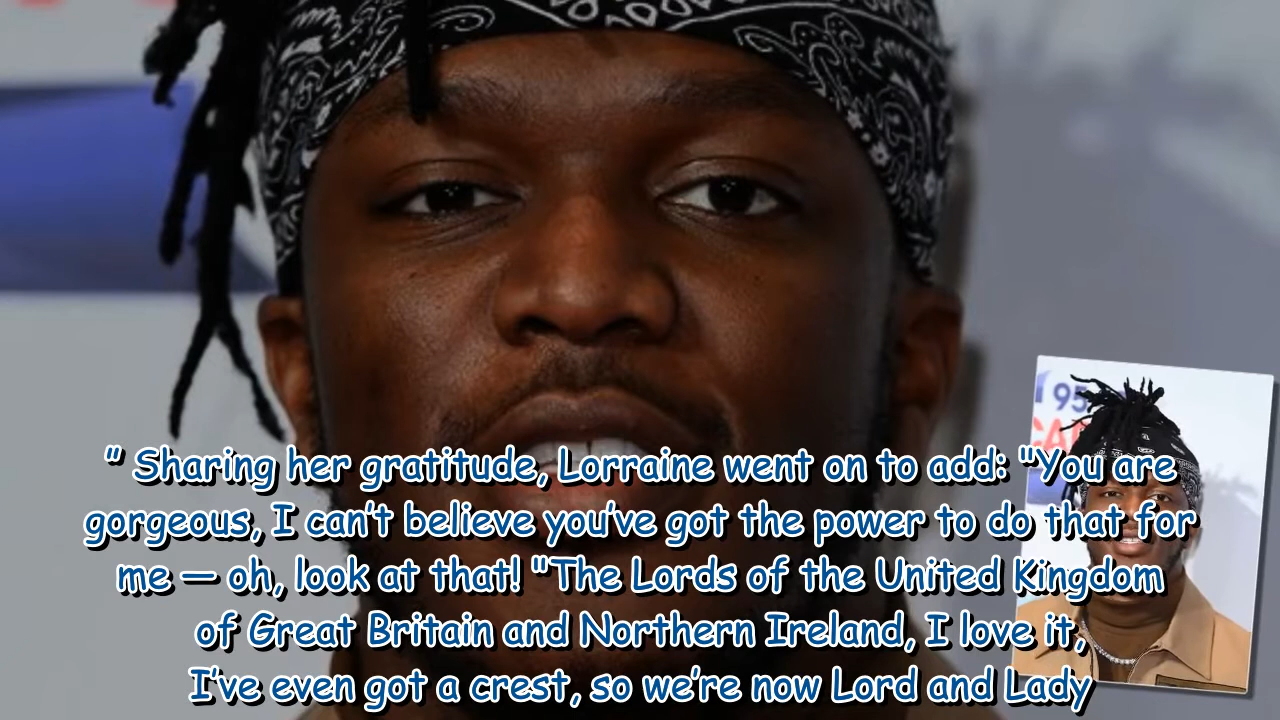 ” Sharing her gratitude, Lorraine went on to add: "You are
gorgeous, I can’t believe you’ve got the power to do that for
me — oh, look at that! "The Lords of the United Kingdom
of Great Britain and Northern Ireland, I love it,
I’ve even got a crest, so we’re now Lord and Lady
95